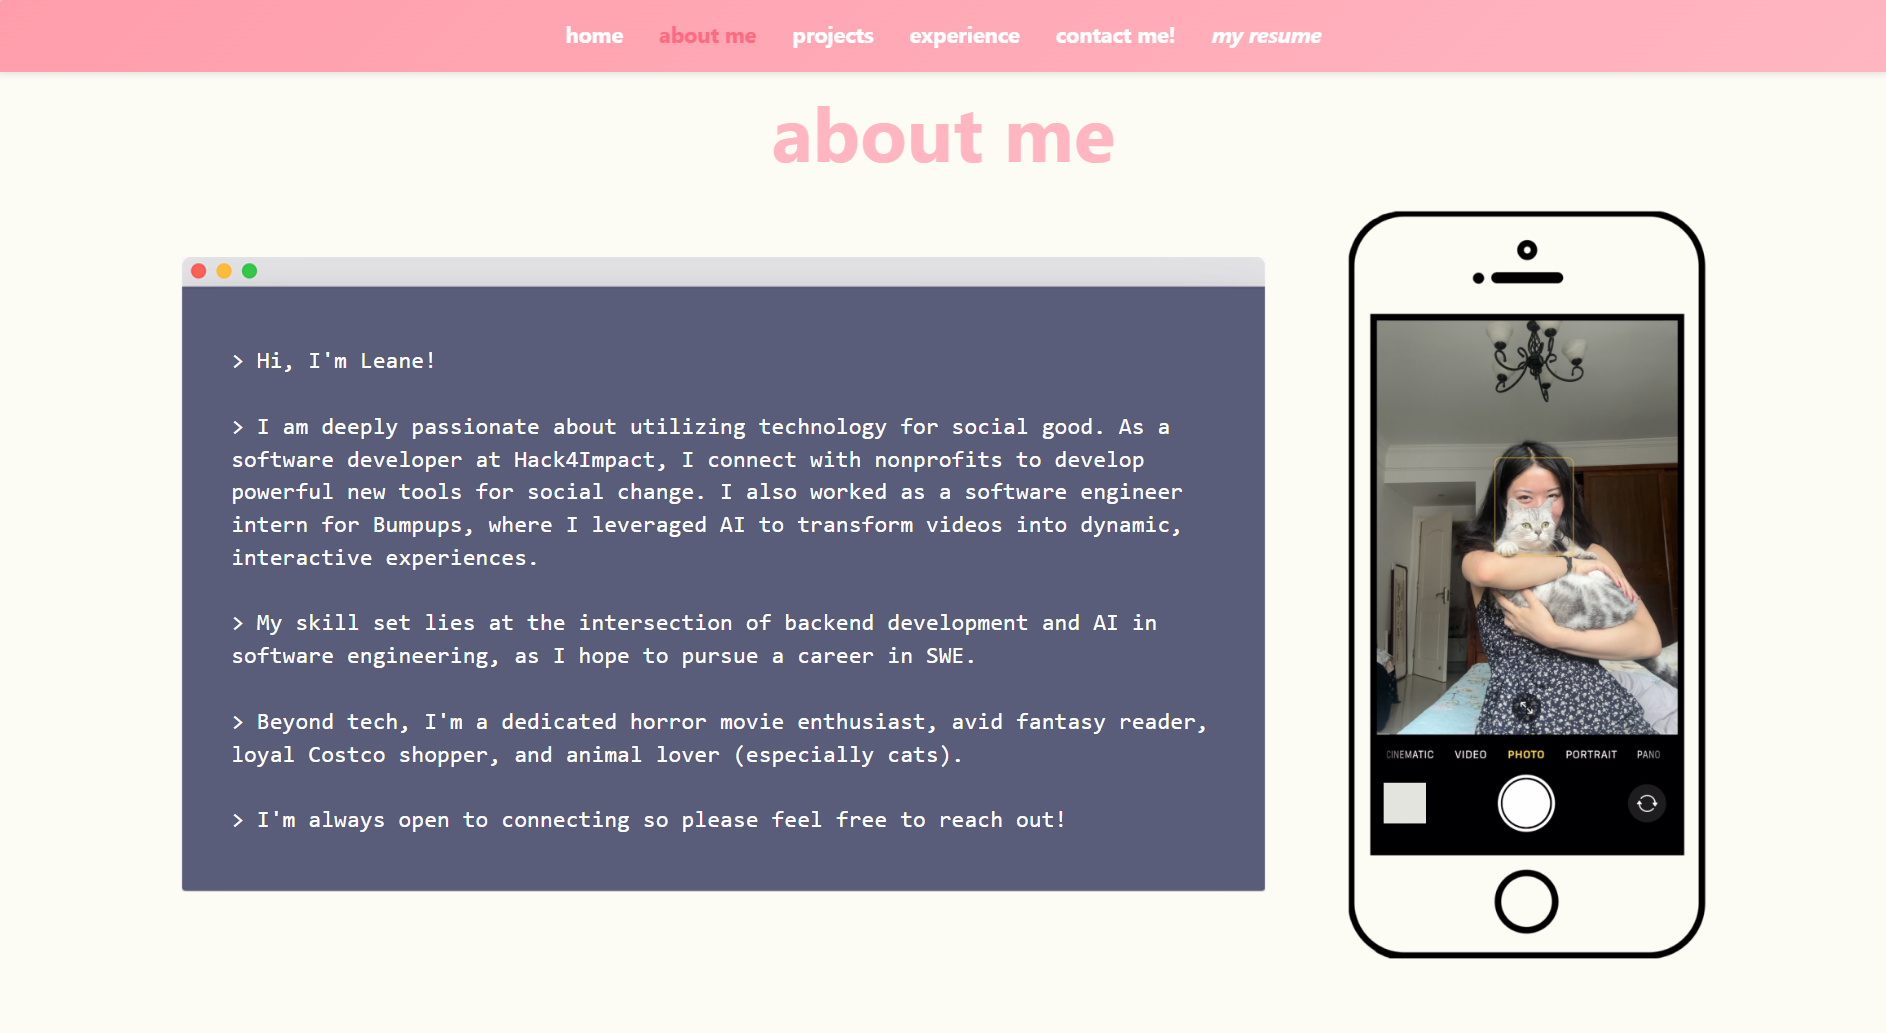 home about me projects experience contact me! my resume
about me
> Hi, I'm Leane!
> I am deeply passionate about utilizing technology for social good. As a
software developer at Hack4Impact, I connect with nonprofits to develop
powerful new tools for social change. I also worked as a software engineer
intern for Bumpups, where I leveraged AI to transform videos into dynamic,
interactive experiences.
> My skill set lies at the intersection of backend development and AI in
software engineering, as I hope to pursue a career in SWE.
> Beyond tech, I'm a dedicated horror movie enthusiast, avid fantasy reader,
loyal Costco shopper, and animal lover (especially cats).
> I'm always open to connecting so please feel free to reach out!
CINEMATIC VIDEO PHOTO PORTRAIT PANO